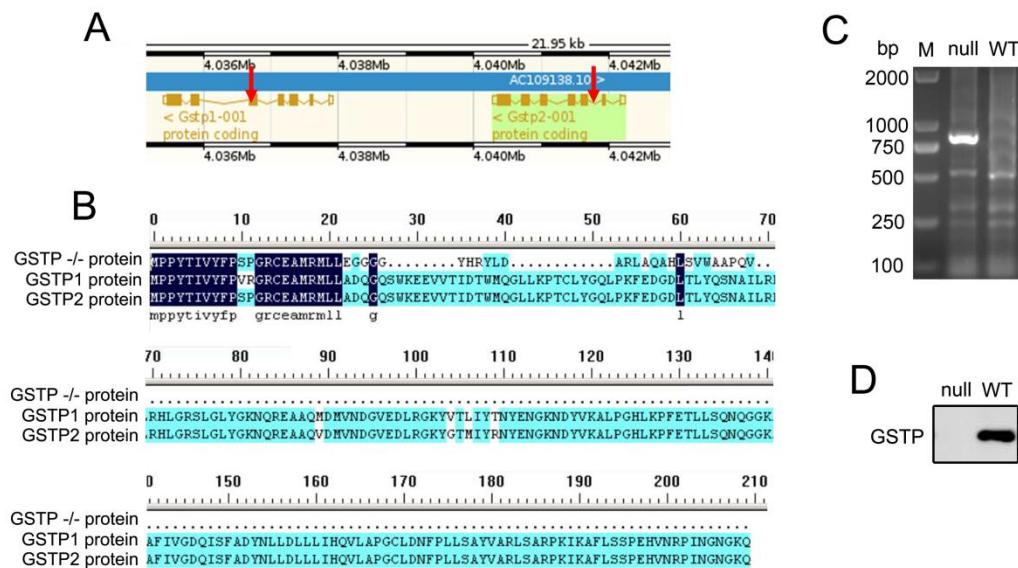 A
21.95 kb
4.036Mb 4.038Mb 4.040Mb 4.042Mb
AC109138.10 >
< Gstp1-001
protein coding
< Gstp2-001
protein coding
4.036Mb 4.038Mb 4.040Mb 4.042Mb
B
0 10 20 30 40 50 60 70
GSTP -/- protein MPPYTIVYFPSPGRCEAMRMLLEGGGG.......YHRYLD............ARLAQAHLSVWAAPQV..
GSTP1 protein MPPYTIVYFPVRGRCEAMRMLLADQGQSWKEEVVTIDTWMQGLLKPTCLYGQLPKFEDGDLTLYQSNAILRH
GSTP2 protein MPPYTIVYFPSPGRCEAMRMLLADQGQSWKEEVVTIDTWMQGLLKPTCLYGQLPKFEDGDLTLYQSNAILRH
mppytivyfp grceamrmll g l
70 80 90 100 110 120 130 140
GSTP -/- protein
GSTP1 protein RHLGRSLGLYGKNQREAAQMDMVNDGVEDLRGKYVTLIYTNYENGKNDYVKALPGHLKPFETLLSQNQGGK
GSTP2 protein RHLGRSLGLYGKNQREAAQVDMVNDGVEDLRGKYGTMIYRNYENGKNDYVKALPGHLKPFETLLSQNQGGK
150 160 170 180 190 200 210
GSTP -/- protein
GSTP1 protein AFIVGDQISFADYNLLDLLLIHQVLAPGCLDNFPLLSAYVARLSARPKIKAFLSSPEHVNRPINGNGKQ
GSTP2 protein AFIVGDQISFADYNLLDLLLIHQVLAPGCLDNFPLLSAYVARLSARPKIKAFLSSPEHVNRPINGNGKQ
C
bp M null WT
2000
1000
750
500
250
100
D
null WT
GSTP